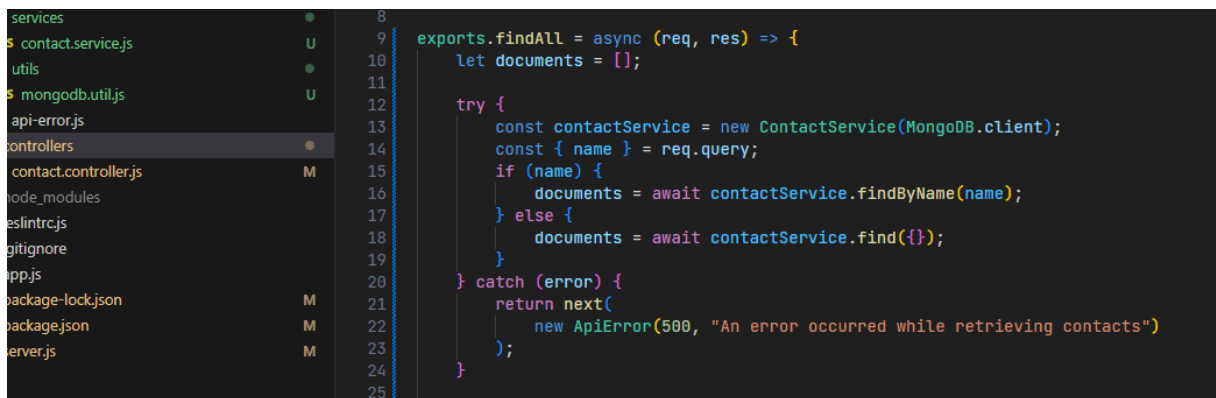 services
contact.service.js U
utils
mongodb.util.js U
api-error.js
controllers
contact.controller.js M
node_modules
eslintrc.js
gitignore
app.js
package-lock.json M
package.json M
server.js M
8
9 exports.findAll = async (req, res) => {
10 let documents = [];
11
12 try {
13 const contactService = new ContactService(MongoDB.client);
14 const { name } = req.query;
15 if (name) {
16 documents = await contactService.findByName(name);
17 } else {
18 documents = await contactService.find({});
19 }
20 } catch (error) {
21 return next(
22 new ApiError(500, "An error occurred while retrieving contacts")
23 );
24 }
25